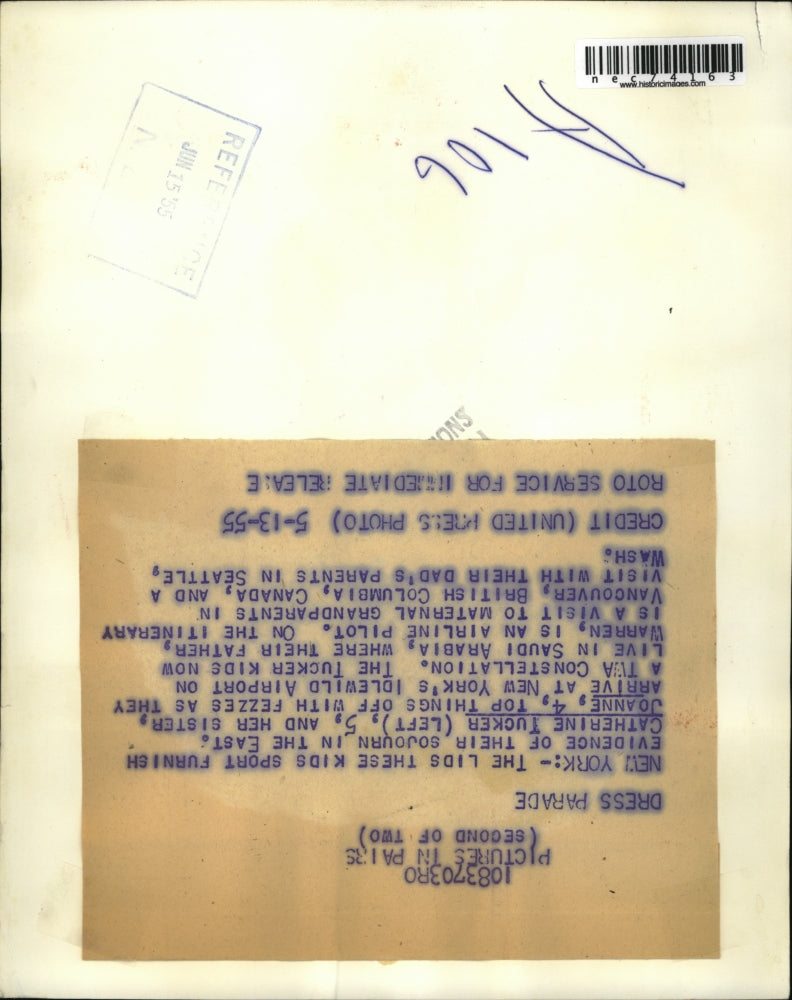 nec74163
www.historicimages.com
A 106
REFERENCE
JUN 15 '55
IONS
1083703RO
PICTURES IN PAIRS
(SECOND OF TWO)
DRESS PARADE
NEW YORK:- THE LIDS THESE KIDS SPORT FURNISH
EVIDENCE OF THEIR SOJOURN IN THE EAST.
CATHERINE TUCKER (LEFT), 5, AND HER SISTER,
JOANNE, 4, TOP THINGS OFF WITH FEZZES AS THEY
ARRIVE AT NEW YORK'S IDLEWILD AIRPORT ON
A TWA CONSTELLATION. THE TUCKER KIDS NOW
LIVE IN SAUDI ARABIA, WHERE THEIR FATHER,
WARREN, IS AN AIRLINE PILOT. ON THE ITINERARY
IS A VISIT TO MATERNAL GRANDPARENTS IN
VANCOUVER, BRITISH COLUMBIA, CANADA, AND A
VISIT WITH THEIR DAD'S PARENTS IN SEATTLE,
WASH.
CREDIT (UNITED PRESS PHOTO) 5-13-55
ROTO SERVICE FOR IMMEDIATE RELEASE